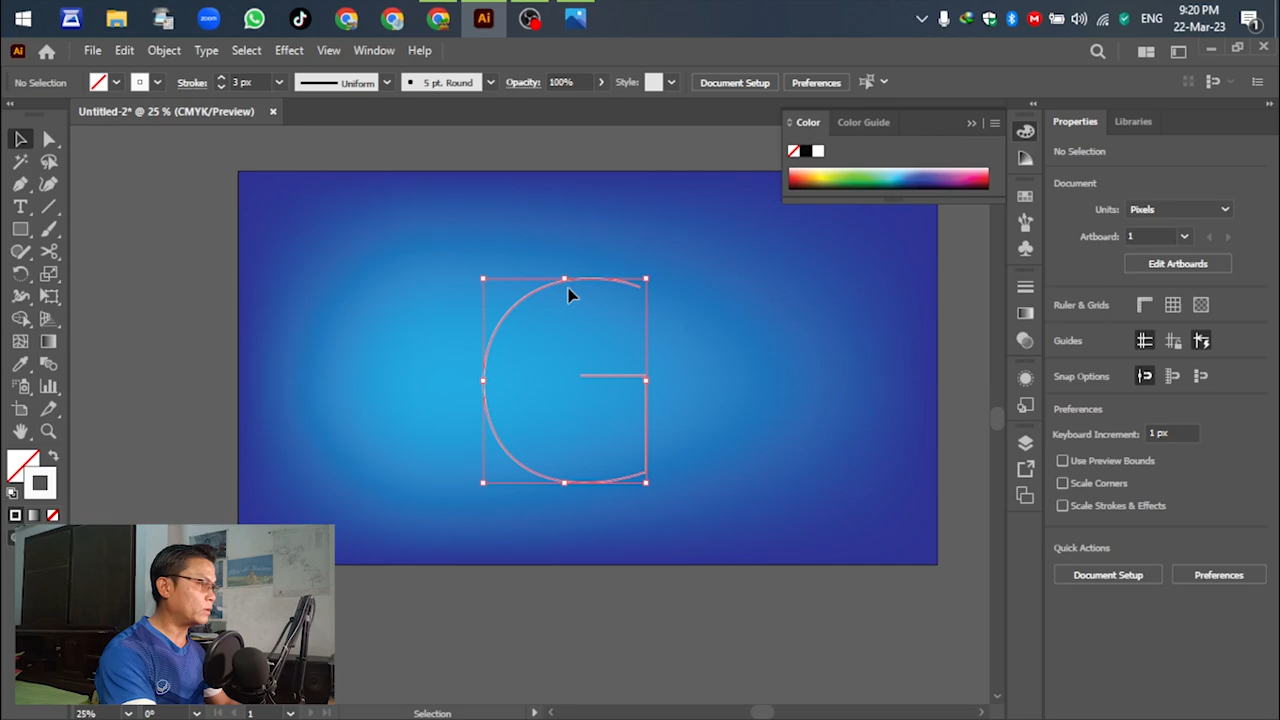 zoom
Ai
ENG
9:20 PM
22-Mar-23
1
Ai
File
Edit
Object
Type
Select
Effect
View
Window
Help
No Selection
Stroke:
3 px
Uniform
5 pt. Round
Opacity:
100%
Style:
Document Setup
Preferences
Untitled-2* @ 25 % (CMYK/Preview)
Color
Color Guide
Properties
Libraries
No Selection
Document
Units:
Pixels
Artboard:
1
Edit Artboards
Ruler & Grids
Guides
Snap Options
Preferences
Keyboard Increment:
1 px
Use Preview Bounds
Scale Corners
Scale Strokes & Effects
Quick Actions
Document Setup
Preferences
G
25%
0°
1
Selection